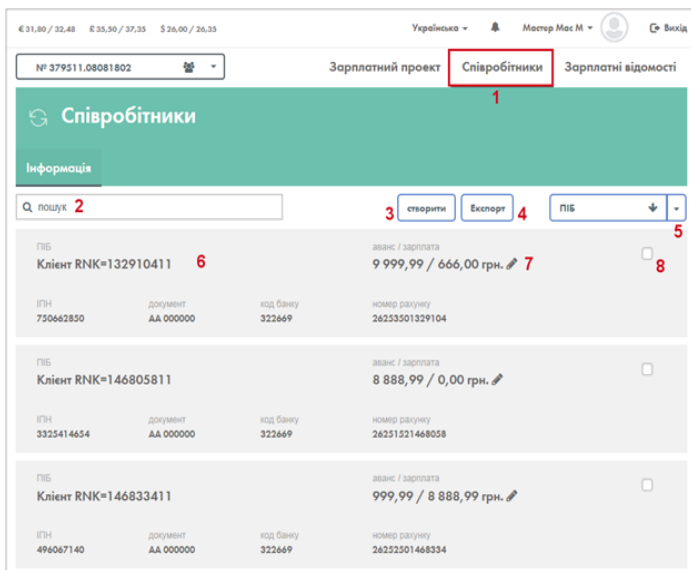 € 31,80 / 32,48 £ 35,50 / 37,35 $ 26,00 / 26,35 Українська Мастер Мас М Вихід
№ 379511.08081802 Зарплатний проект Співробітники Зарплатні відомості
1
Співробітники
Інформація
пошук 2 3 створити Експорт 4 ПІБ
5
ПІБ аванс / зарплата
Клієнт RNK=132910411 6 9 999,99 / 666,00 грн. 7 8
ІПН документ код банку номер рахунку
750662850 АА 000000 322669 26253501329104
ПІБ аванс / зарплата
Клієнт RNK=146805811 8 888,99 / 0,00 грн.
ІПН документ код банку номер рахунку
3325414654 АА 000000 322669 26251521468058
ПІБ аванс / зарплата
Клієнт RNK=146833411 999,99 / 8 888,99 грн.
ІПН документ код банку номер рахунку
496067140 АА 000000 322669 26252501468334